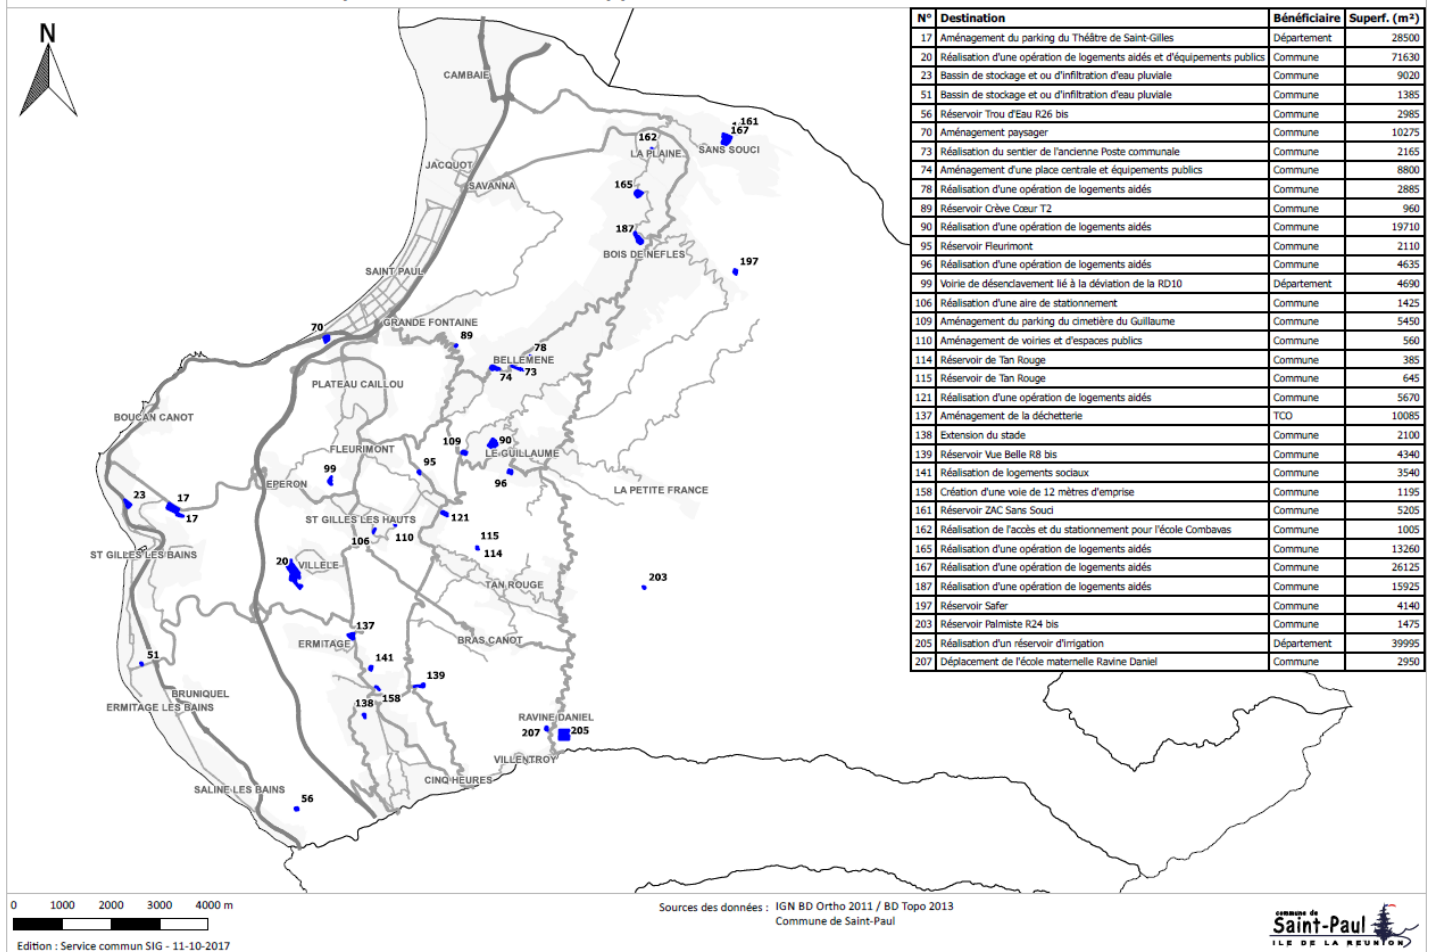 N
CAMBAIE
161
167
162
LA PLAINE
SANS SOUCI
JACQUOT
SAVANNA
165
187
BOIS DE NEFLES
197
SAINT PAUL
70
GRANDE FONTAINE
89
78
BELLEMENE
74
73
PLATEAU CAILLOU
BOUCAN CANOT
109
90
FLEURIMONT
LE GUILLAUME
95
99
96
EPERON
LA PETITE FRANCE
23
17
17
121
ST GILLES LES HAUTS
106
110
115
114
ST GILLES LES BAINS
20
VILLELE
TAN ROUGE
203
137
ERMITAGE
BRAS CANOT
51
141
139
BRUNIQUEL
158
ERMITAGE LES BAINS
138
RAVINE DANIEL
207
205
VILLENTROY
CINQ HEURES
SALINE LES BAINS
56
N° Destination Bénéficiaire Superf. (m²)
17 Aménagement du parking du Théâtre de Saint-Gilles Département 28500
20 Réalisation d'une opération de logements aidés et d'équipements publics Commune 71630
23 Bassin de stockage et ou d'infiltration d'eau pluviale Commune 9020
51 Bassin de stockage et ou d'infiltration d'eau pluviale Commune 1385
56 Réservoir Trou d'Eau R26 bis Commune 2985
70 Aménagement paysager Commune 10275
73 Réalisation du sentier de l'ancienne Poste communale Commune 2165
74 Aménagement d'une place centrale et équipements publics Commune 8800
78 Réalisation d'une opération de logements aidés Commune 2885
89 Réservoir Crève Cœur T2 Commune 960
90 Réalisation d'une opération de logements aidés Commune 19710
95 Réservoir Fleurimont Commune 2110
96 Réalisation d'une opération de logements aidés Commune 4635
99 Voirie de désenclavement lié à la déviation de la RD10 Département 4690
106 Réalisation d'une aire de stationnement Commune 1425
109 Aménagement du parking du cimetière du Guillaume Commune 5450
110 Aménagement de voiries et d'espaces publics Commune 560
114 Réservoir de Tan Rouge Commune 385
115 Réservoir de Tan Rouge Commune 645
121 Réalisation d'une opération de logements aidés Commune 5670
137 Aménagement de la déchetterie TCO 10085
138 Extension du stade Commune 2100
139 Réservoir Vue Belle R8 bis Commune 4340
141 Réalisation de logements sociaux Commune 3540
158 Création d'une voie de 12 mètres d'emprise Commune 1195
161 Réservoir ZAC Sans Souci Commune 5205
162 Réalisation de l'accès et du stationnement pour l'école Combavas Commune 1005
165 Réalisation d'une opération de logements aidés Commune 13260
167 Réalisation d'une opération de logements aidés Commune 26125
187 Réalisation d'une opération de logements aidés Commune 15925
197 Réservoir Safer Commune 4140
203 Réservoir Palmiste R24 bis Commune 1475
205 Réalisation d'un réservoir d'irrigation Département 39995
207 Déplacement de l'école maternelle Ravine Daniel Commune 2950
0 1000 2000 3000 4000 m
Edition : Service commun SIG - 11-10-2017
Sources des données : IGN BD Ortho 2011 / BD Topo 2013
Commune de Saint-Paul
commune de
Saint-Paul
ILE DE LA REUNION